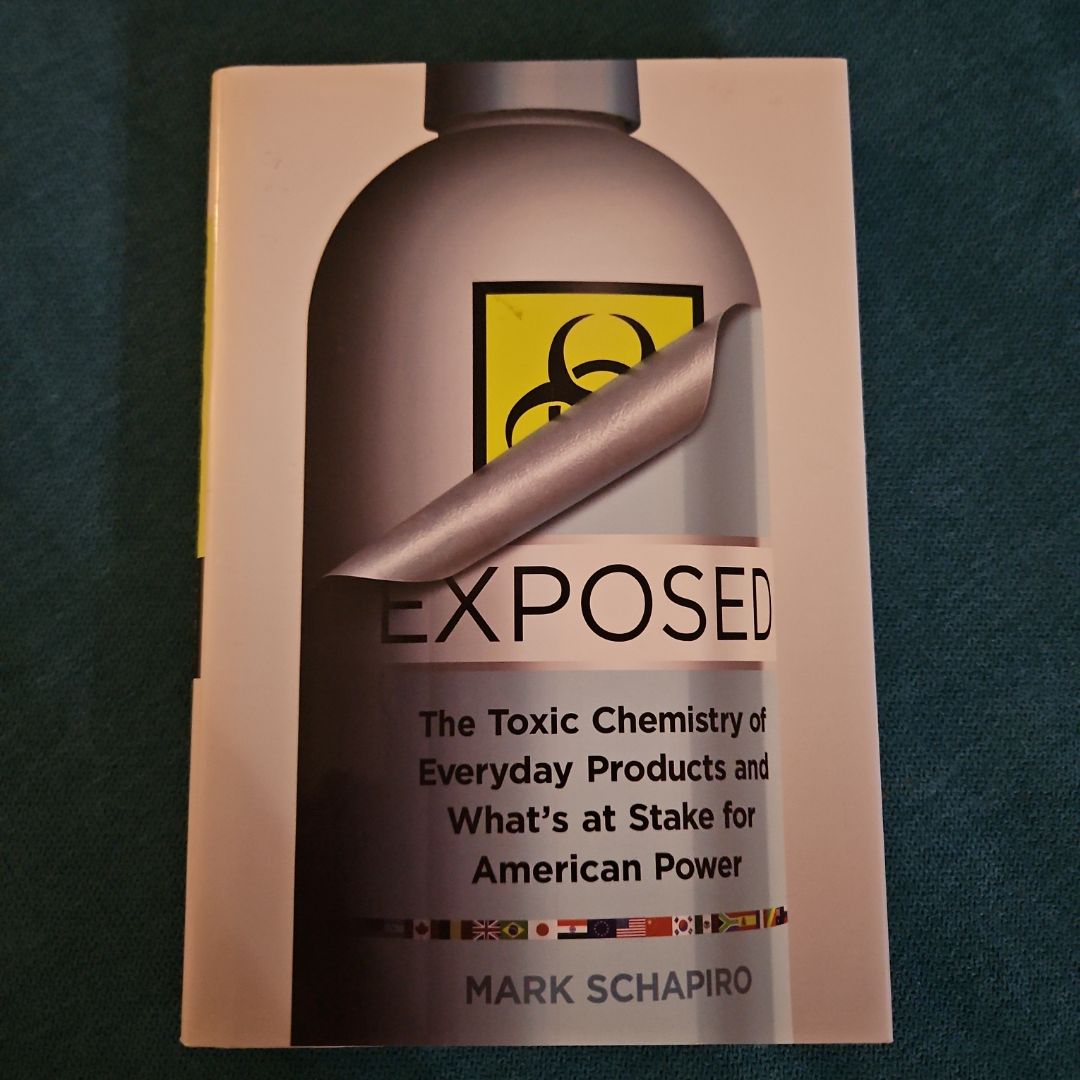 EXPOSED
The Toxic Chemistry of
Everyday Products and
What's at Stake for
American Power
MARK SCHAPIRO